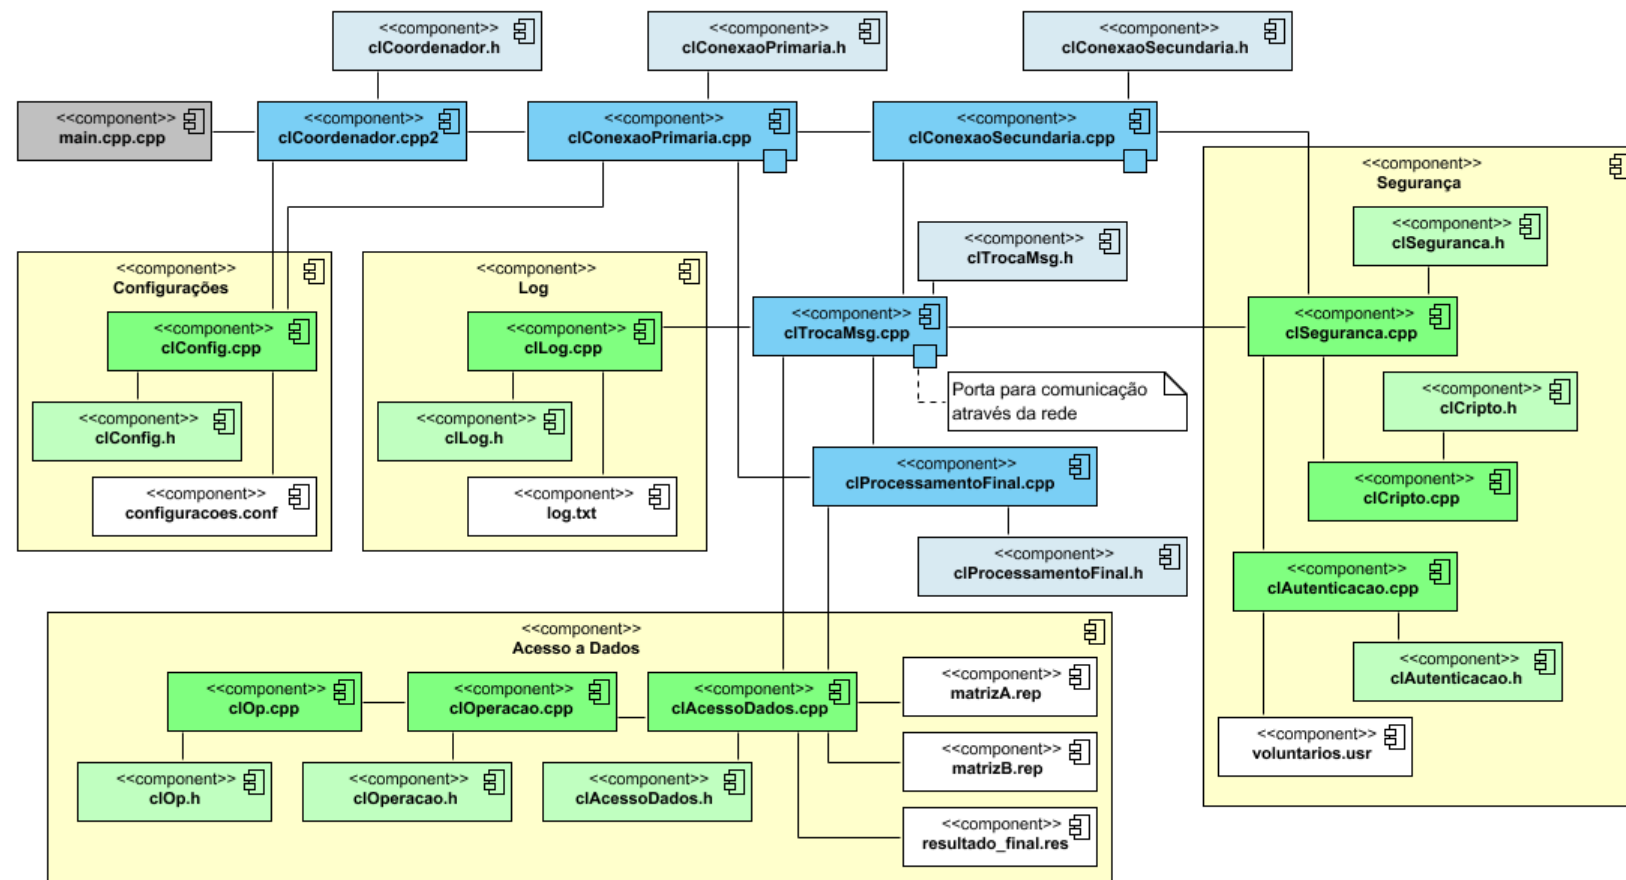 <<component>>
clCoordenador.h
<<component>>
clConexaoPrimaria.h
<<component>>
clConexaoSecundaria.h
<<component>>
main.cpp.cpp
<<component>>
clCoordenador.cpp2
<<component>>
clConexaoPrimaria.cpp
<<component>>
clConexaoSecundaria.cpp
<<component>>
Segurança
<<component>>
clSeguranca.h
<<component>>
clTrocaMsg.h
<<component>>
Configurações
<<component>>
Log
<<component>>
clConfig.cpp
<<component>>
clLog.cpp
<<component>>
clTrocaMsg.cpp
<<component>>
clSeguranca.cpp
Porta para comunicação
através da rede
<<component>>
clCripto.h
<<component>>
clConfig.h
<<component>>
clLog.h
<<component>>
clProcessamentoFinal.cpp
<<component>>
clCripto.cpp
<<component>>
configuracoes.conf
<<component>>
log.txt
<<component>>
clProcessamentoFinal.h
<<component>>
clAutenticacao.cpp
<<component>>
Acesso a Dados
<<component>>
clAutenticacao.h
<<component>>
clOp.cpp
<<component>>
clOperacao.cpp
<<component>>
clAcessoDados.cpp
<<component>>
matrizA.rep
<<component>>
voluntarios.usr
<<component>>
matrizB.rep
<<component>>
clOp.h
<<component>>
clOperacao.h
<<component>>
clAcessoDados.h
<<component>>
resultado_final.res